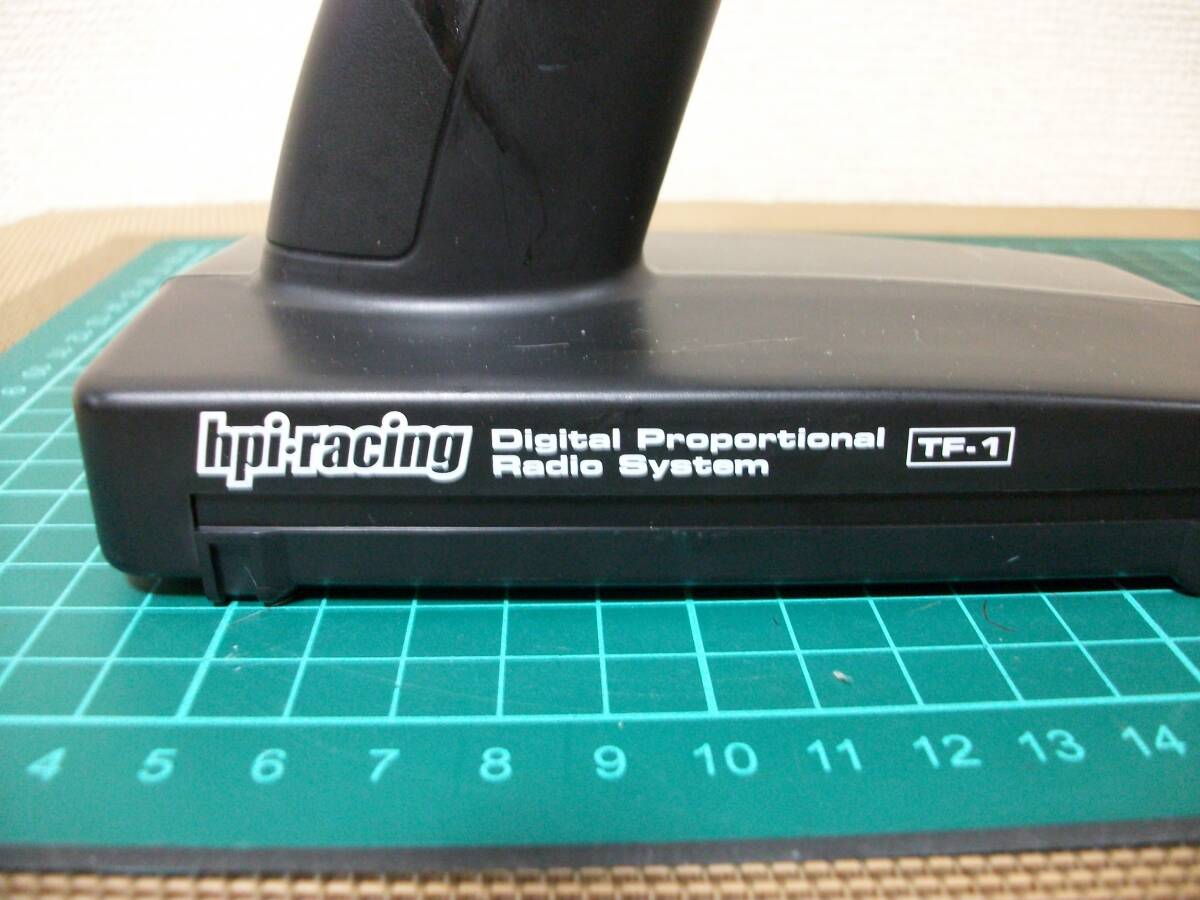 hpi·racing Digital Proportional TF-1
Radio System
4 5 6 7 8 9 10 11 12 13 14